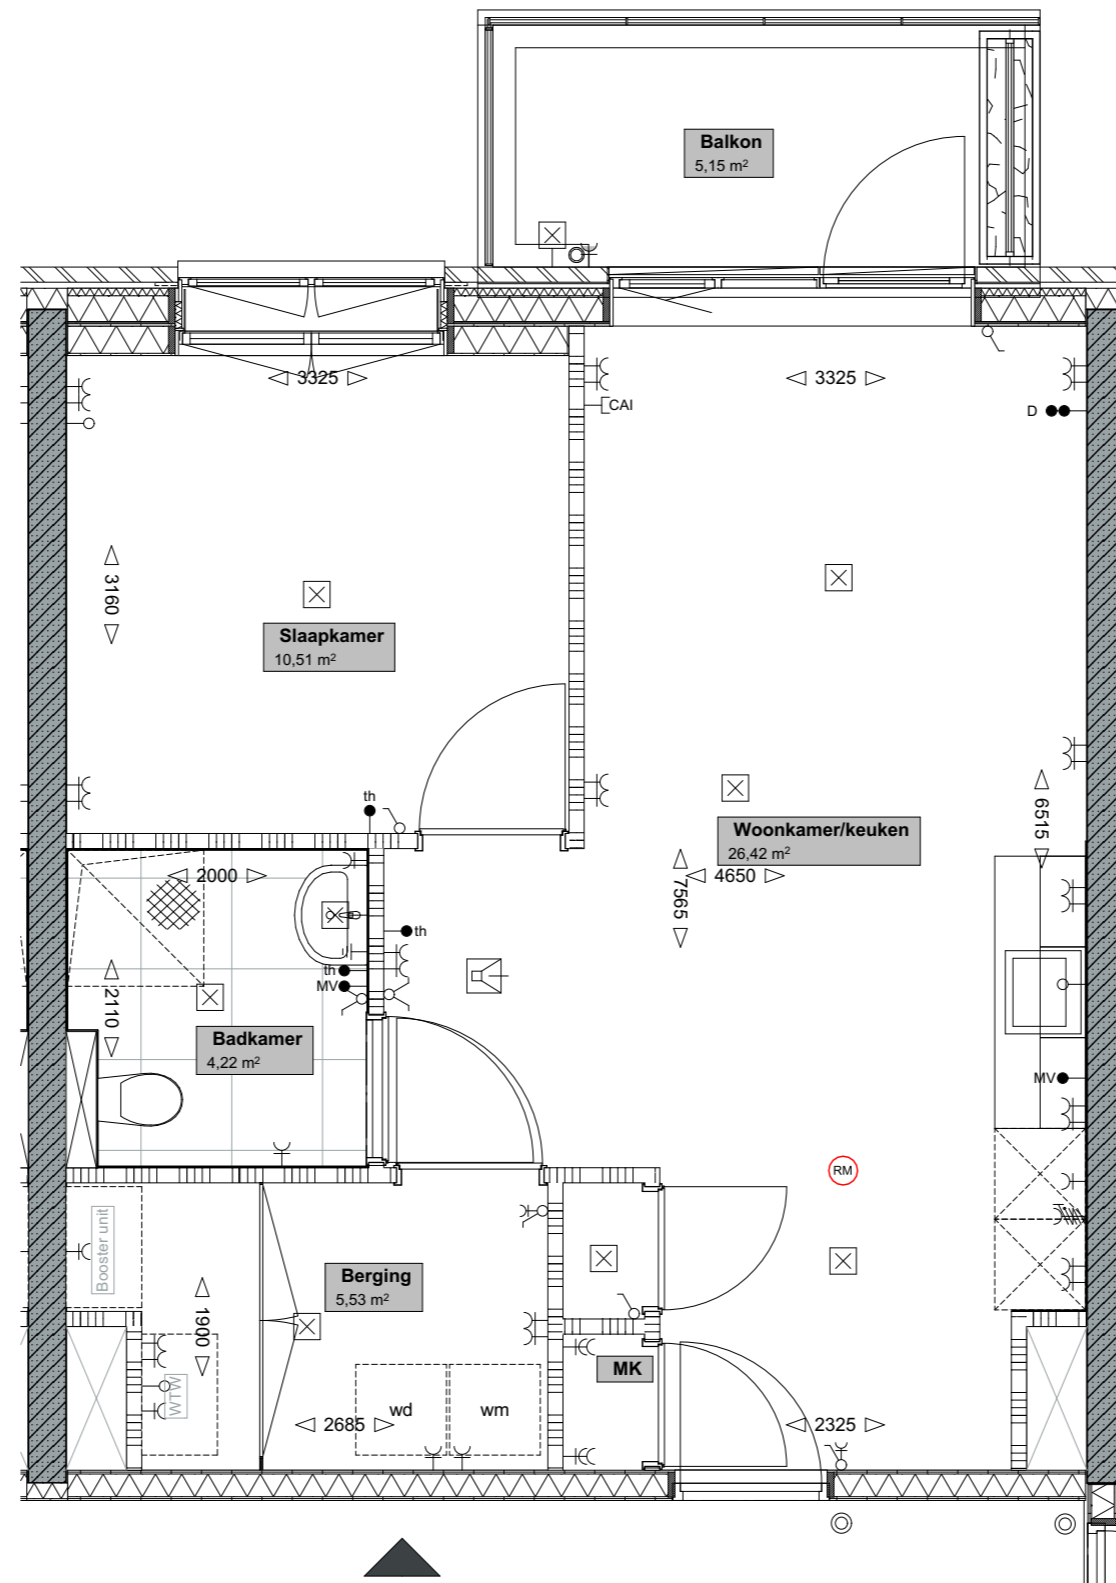 Balkon
5,15 m²
3325
3325
CAI
D
3160
Slaapkamer
10,51 m²
th
6515
Woonkamer/keuken
26,42 m²
2000
7565
4650
th
th
MV
2110
Badkamer
4,22 m²
MV
RM
Booster unit
Berging
5,53 m²
1900
MK
WTW
wd
wm
2685
2325